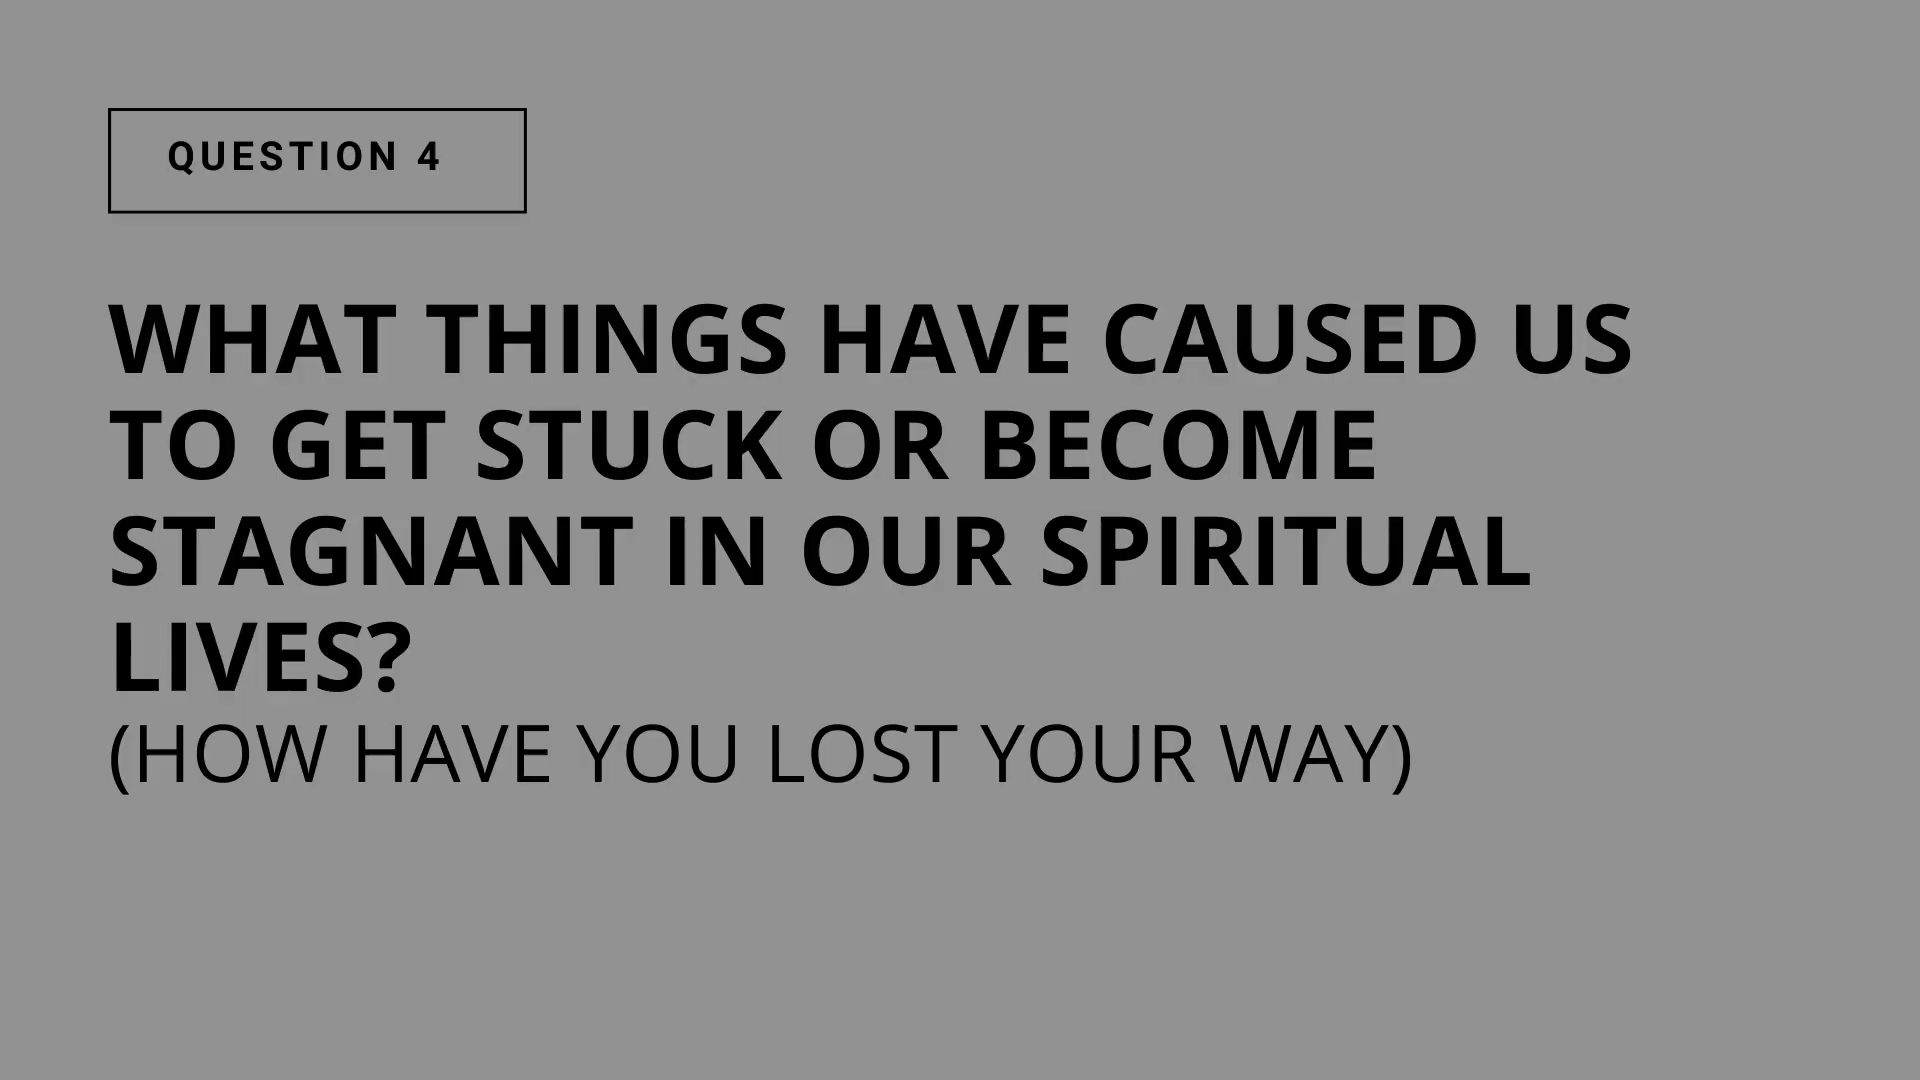 QUESTION 4
WHAT THINGS HAVE CAUSED US
TO GET STUCK OR BECOME
STAGNANT IN OUR SPIRITUAL
LIVES?
(HOW HAVE YOU LOST YOUR WAY)